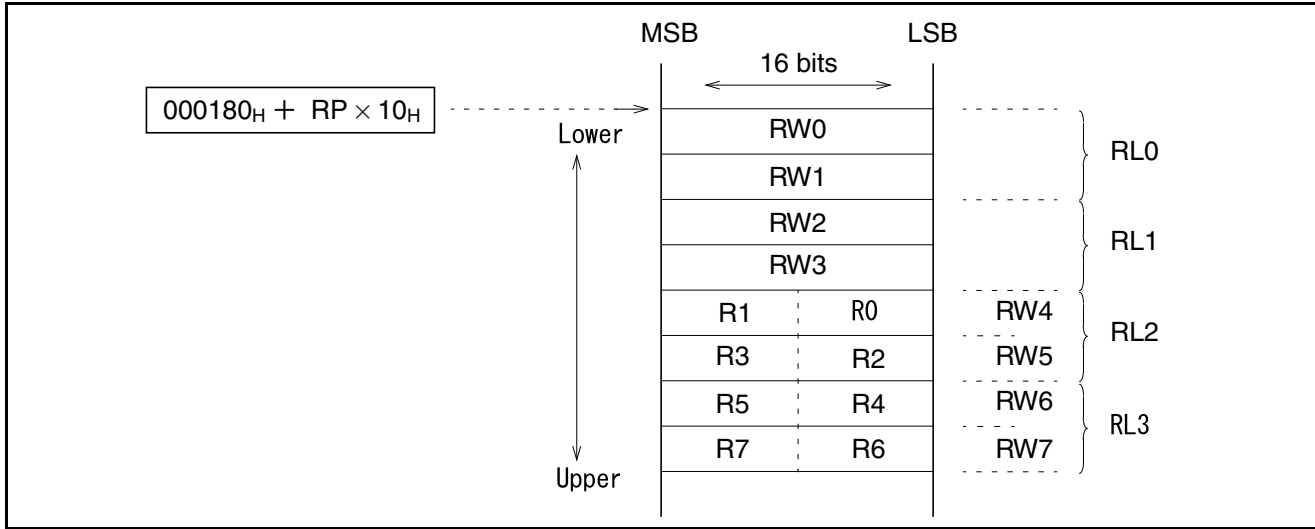 MSB LSB
16 bits
000180H + RP × 10H
Lower
RW0
RL0
RW1
RW2
RL1
RW3
R1 R0 RW4
RL2
R3 R2 RW5
R5 R4 RW6
RL3
R7 R6 RW7
Upper